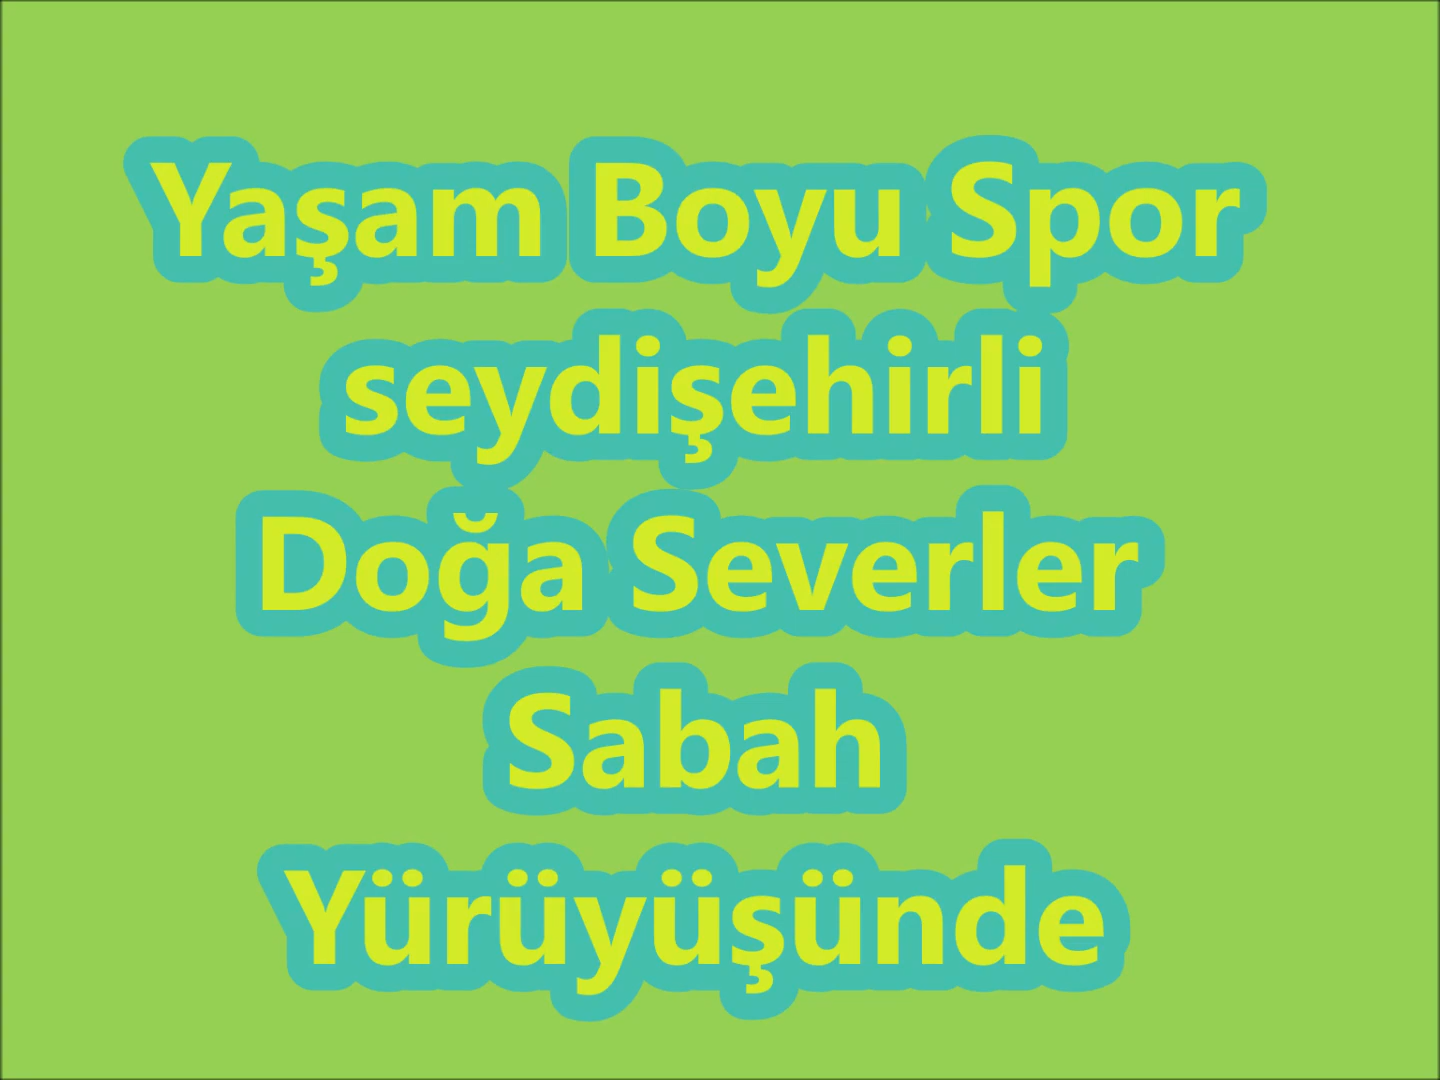 Yaşam Boyu Spor
seydişehirli
Doğa Severler
Sabah
Yürüyüşünde